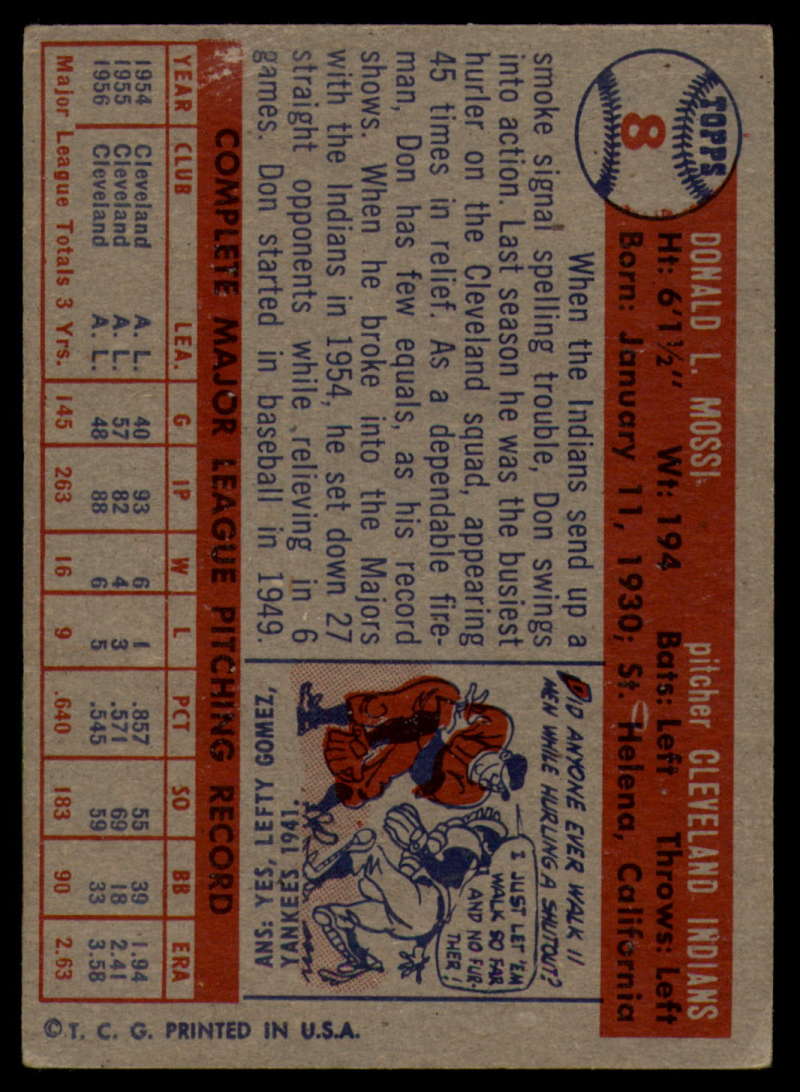 TOPPS
8
DONALD L. MOSSI
pitcher CLEVELAND INDIANS
Ht: 6'1½" Wt: 194 Bats: Left Throws: Left
Born: January 11, 1930; St. Helena, California
When the Indians send up a
smoke signal spelling trouble, Don swings
into action. Last season he was the busiest
hurler on the Cleveland squad, appearing
45 times in relief. As a dependable fire-
man, Don has few equals, as his record
shows. When he broke into the Majors
with the Indians in 1954, he set down 27
straight opponents while relieving in 6
games. Don started in baseball in 1949.
DID ANYONE EVER WALK 11
MEN WHILE HURLING A SHUTOUT?
I JUST LET 'EM
WALK SO FAR
AND NO FUR-
THER!
ANS: YES, LEFTY GOMEZ,
YANKEES 1941.
COMPLETE MAJOR LEAGUE PITCHING RECORD
YEAR CLUB LEA. G IP W L PCT SO BB ERA
1954 Cleveland A. L. 40 93 6 1 .857 55 39 1.94
1955 Cleveland A. L. 57 82 4 3 .571 69 18 2.41
1956 Cleveland A. L. 48 88 6 5 .545 59 33 3.58
Major League Totals 3 Yrs. 145 263 16 9 .640 183 90 2.63
© T. C. G. PRINTED IN U.S.A.